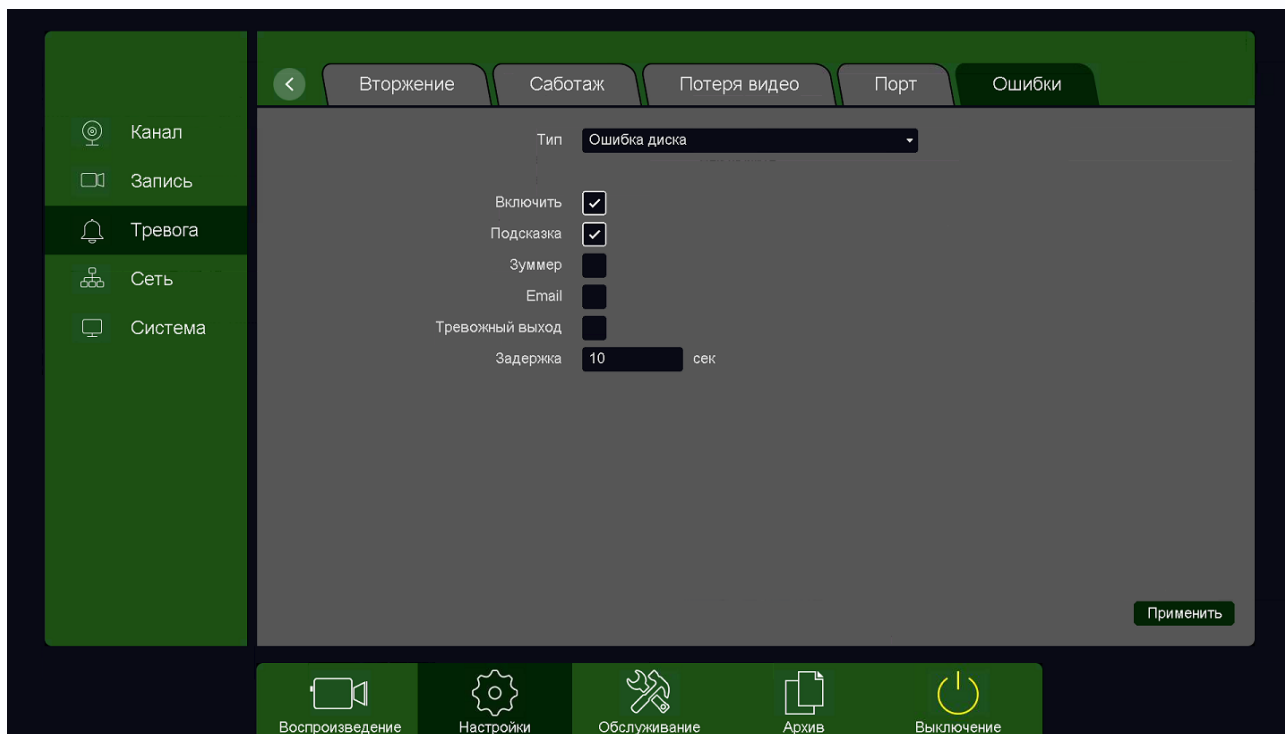 Вторжение Саботаж Потеря видео Порт Ошибки
Канал
Запись
Тревога
Сеть
Система
Тип Ошибка диска
Включить
Подсказка
Зуммер
Email
Тревожный выход
Задержка 10 сек
Применить
Воспроизведение Настройки Обслуживание Архив Выключение